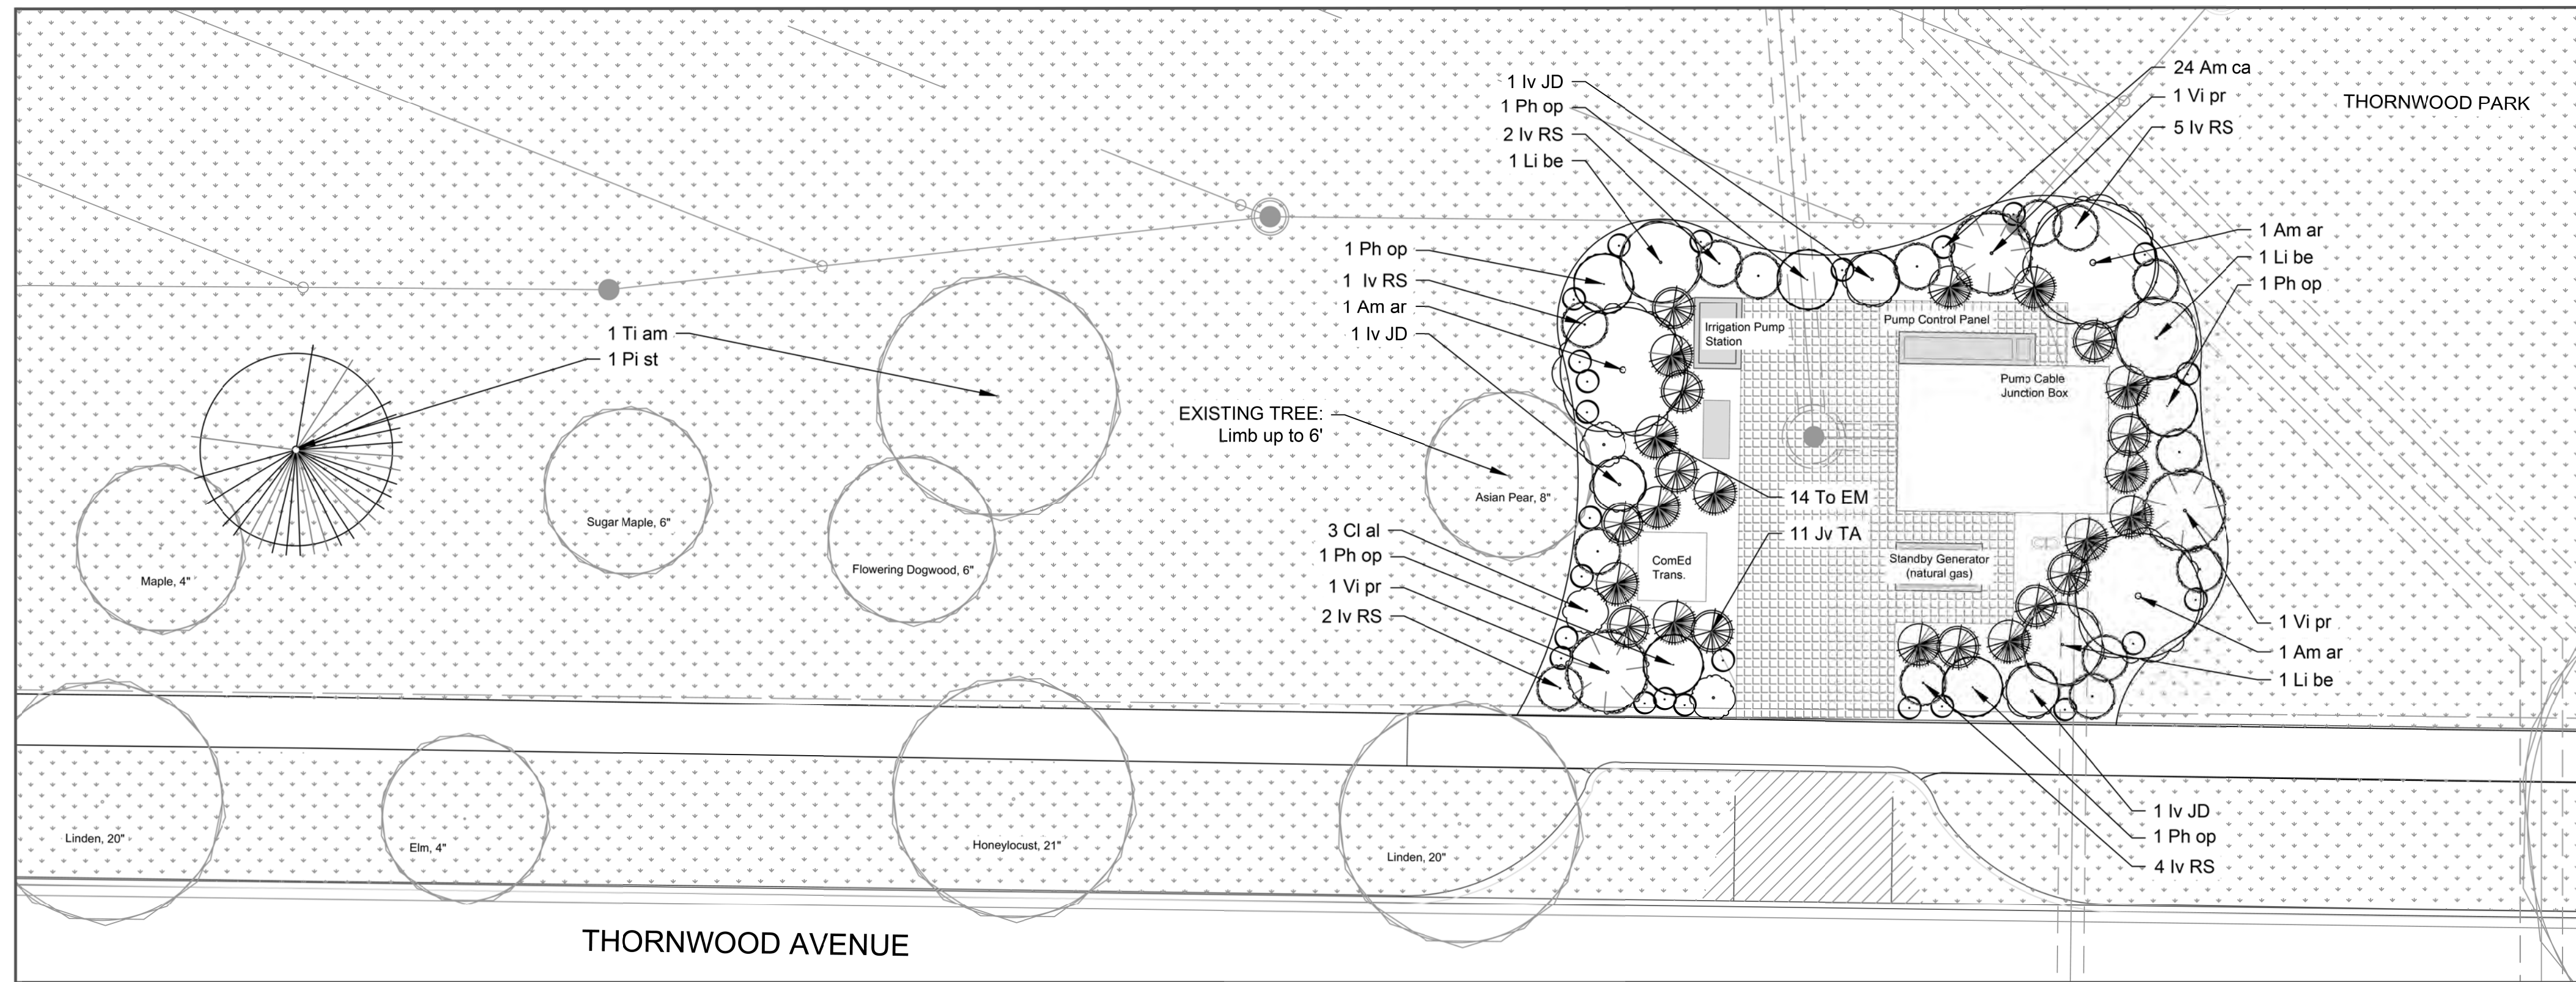 1 Iv JD
1 Ph op
2 Iv RS
1 Li be
24 Am ca
1 Vi pr
5 Iv RS
THORNWOOD PARK
1 Ph op
1 Iv RS
1 Am ar
1 Iv JD
1 Am ar
1 Li be
1 Ph op
1 Ti am
1 Pi st
Irrigation Pump
Station
Pump Control Panel
Pump Cable
Junction Box
EXISTING TREE:
Limb up to 6'
Asian Pear, 8"
14 To EM
11 Jv TA
Sugar Maple, 6"
Maple, 4"
Flowering Dogwood, 6"
3 Cl al
1 Ph op
1 Vi pr
2 Iv RS
ComEd
Trans.
Standby Generator
(natural gas)
1 Vi pr
1 Am ar
1 Li be
1 Iv JD
1 Ph op
4 Iv RS
Linden, 20"
Elm, 4"
Honeylocust, 21"
Linden, 20"
THORNWOOD AVENUE